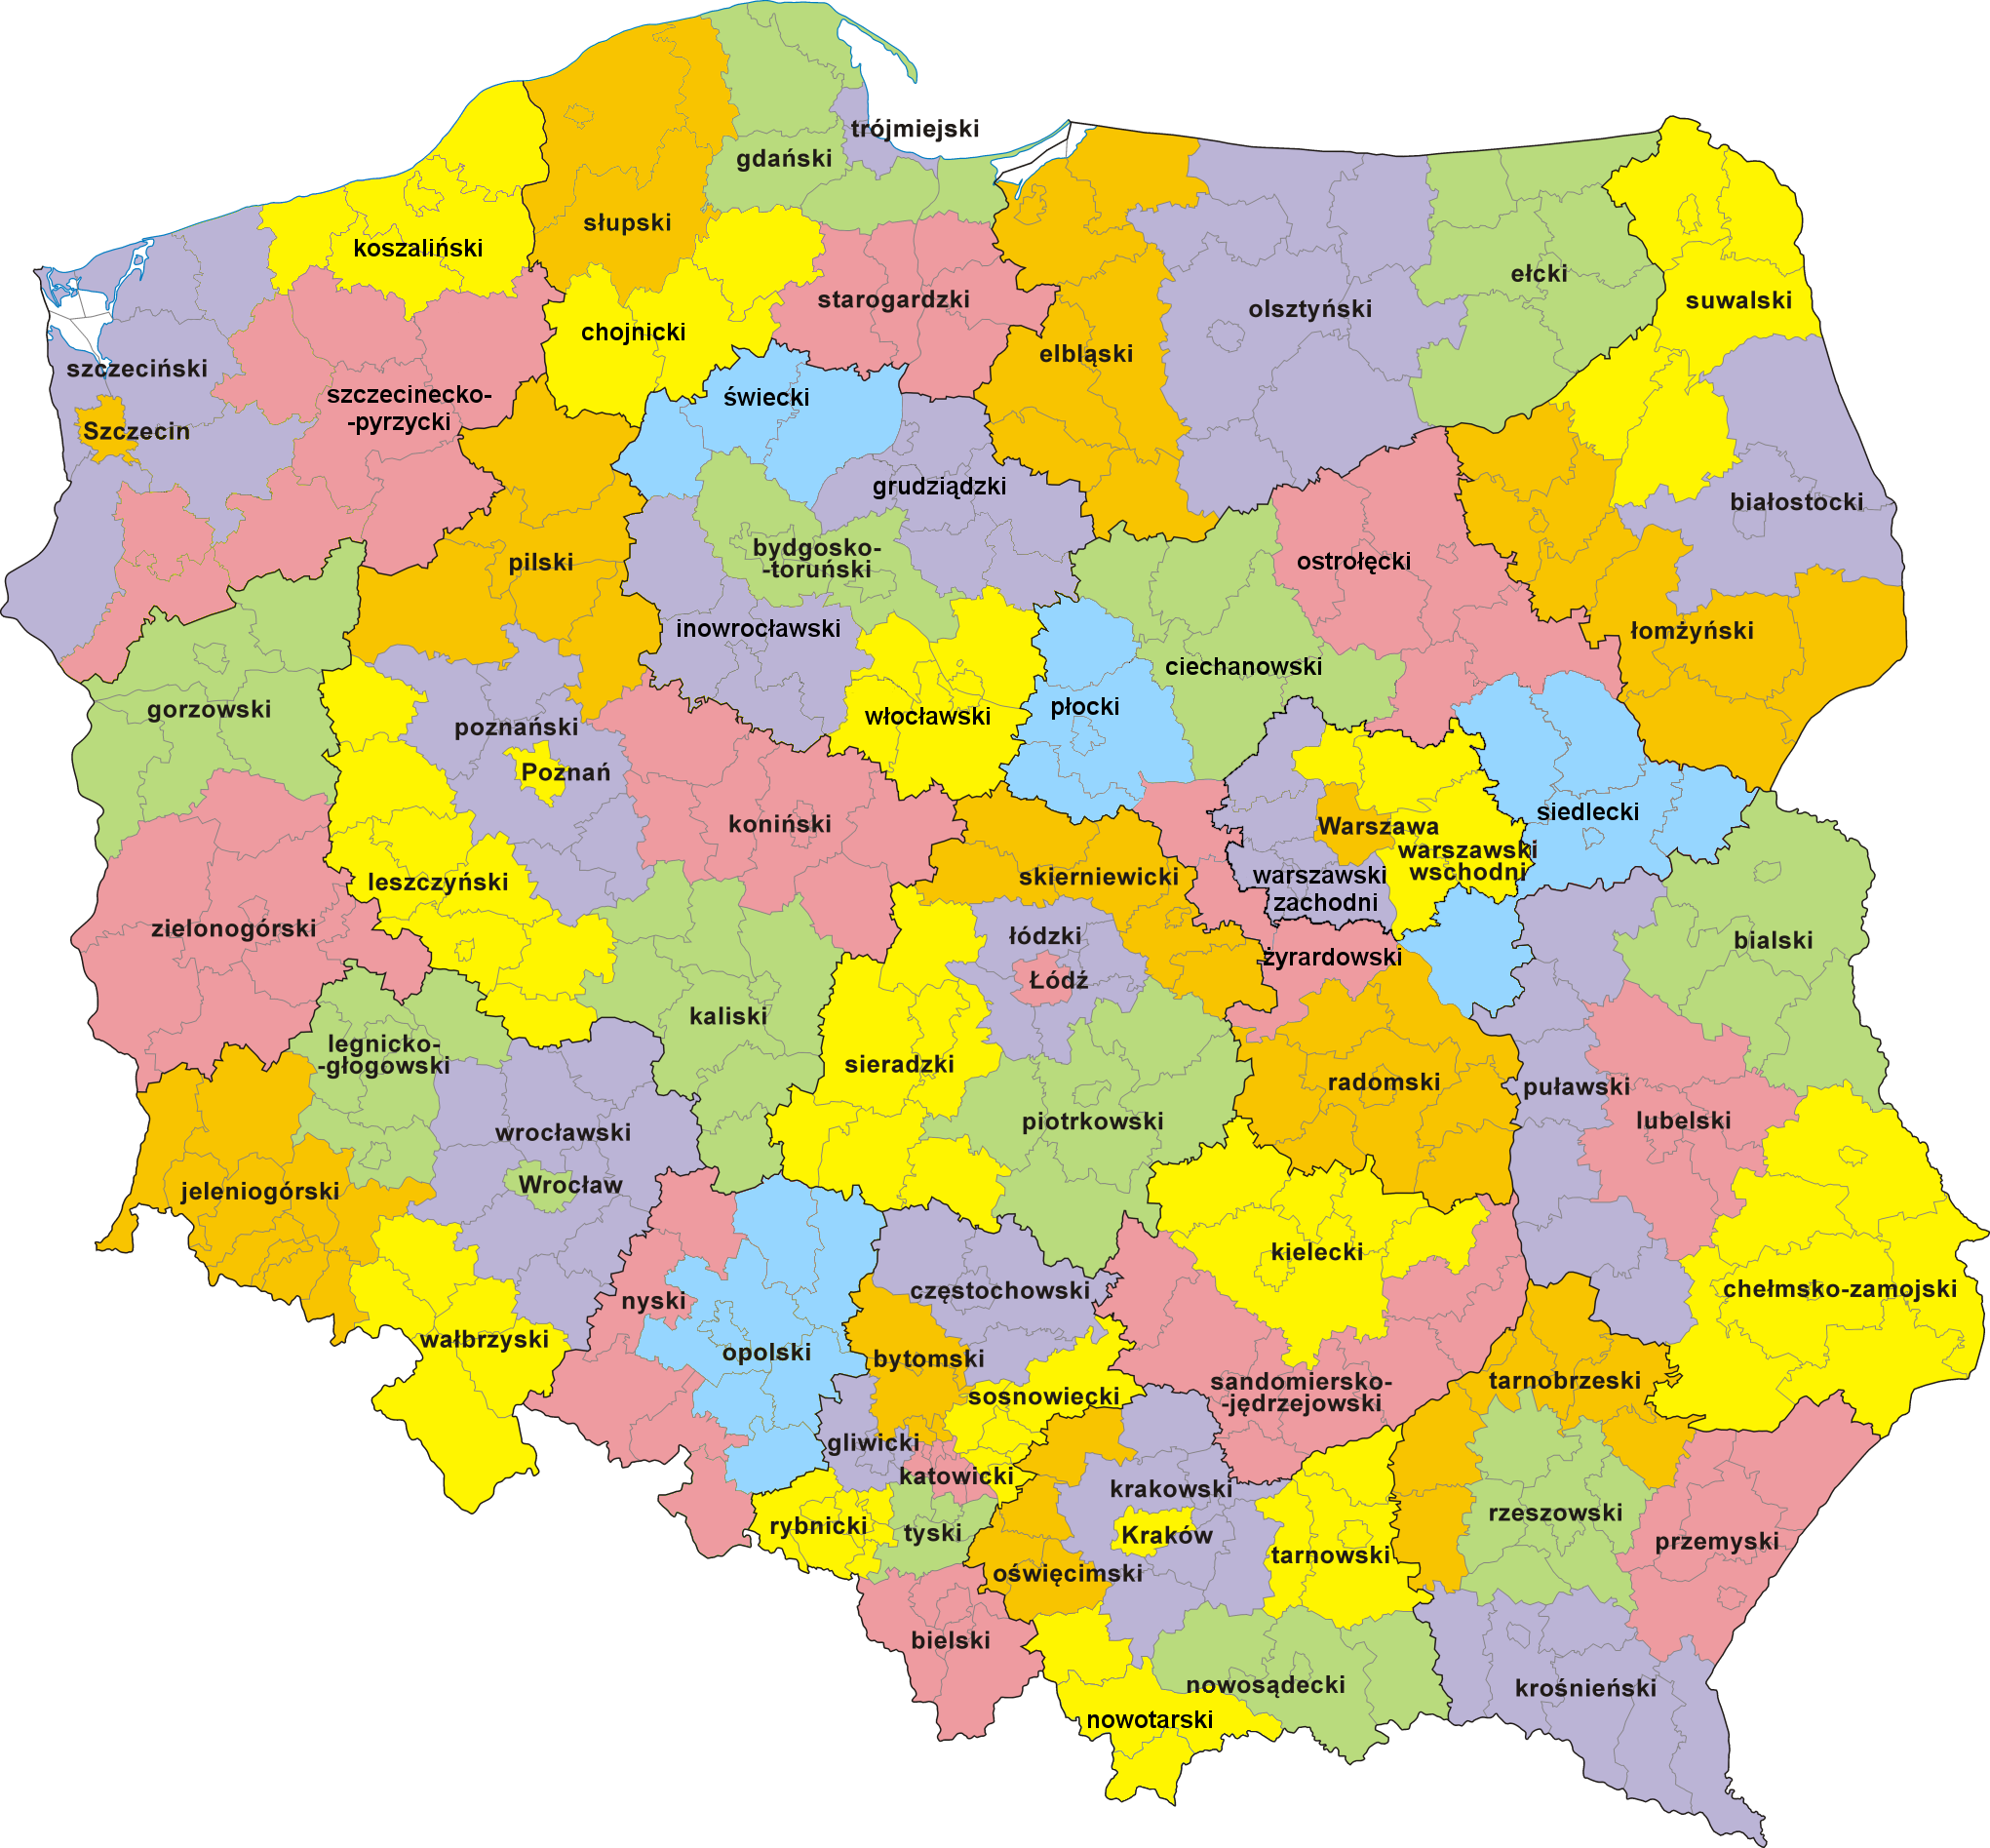 trójmiejski
gdański
słupski
koszaliński
ełcki
suwalski
starogardzki
olsztyński
chojnicki
elbląski
szczeciński
szczecinecko-
-pyrzycki
świecki
Szczecin
grudziądzki
białostocki
bydgosko-
-toruński
pilski
ostrołęcki
inowrocławski
łomżyński
ciechanowski
gorzowski
płocki
włocławski
poznański
Poznań
siedlecki
koniński
Warszawa
warszawski
wschodni
skierniewicki
warszawski
zachodni
leszczyński
zielonogórski
łódzki
bialski
żyrardowski
Łódź
kaliski
legnicko-
-głogowski
sieradzki
radomski
puławski
piotrkowski
lubelski
wrocławski
Wrocław
jeleniogórski
kielecki
częstochowski
chełmsko-zamojski
nyski
wałbrzyski
opolski
bytomski
sosnowiecki
sandomiersko-
-jędrzejowski
tarnobrzeski
gliwicki
katowicki
krakowski
rybnicki
tyski
Kraków
rzeszowski
przemyski
tarnowski
oświęcimski
bielski
nowosądecki
krośnieński
nowotarski